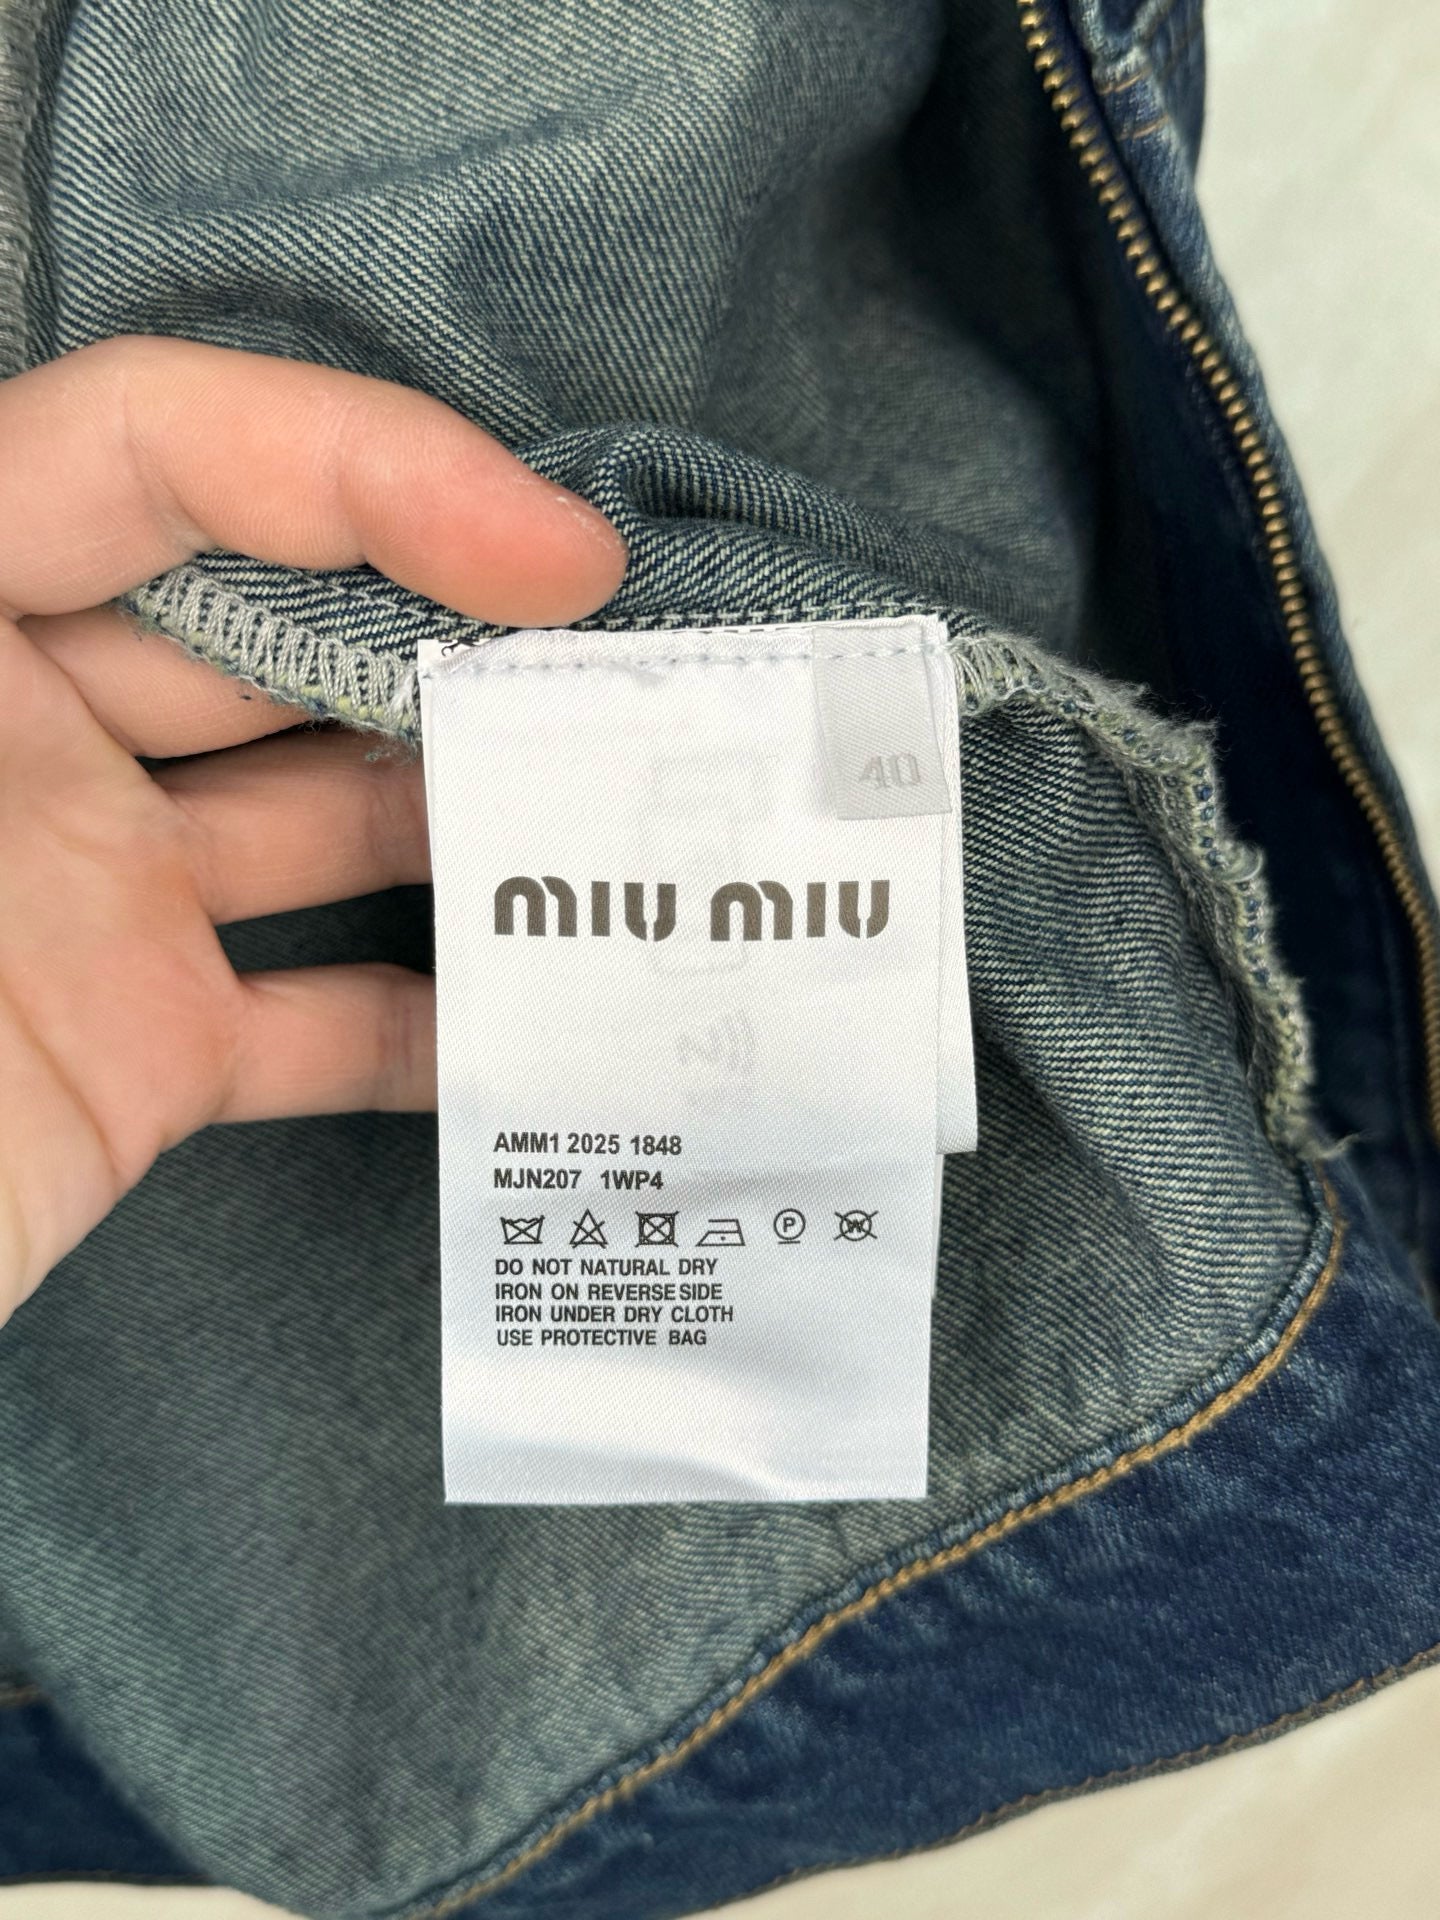 40
miu miu
AMM1 2025 1848
MJN207 1WP4
P W
DO NOT NATURAL DRY
IRON ON REVERSE SIDE
IRON UNDER DRY CLOTH
USE PROTECTIVE BAG